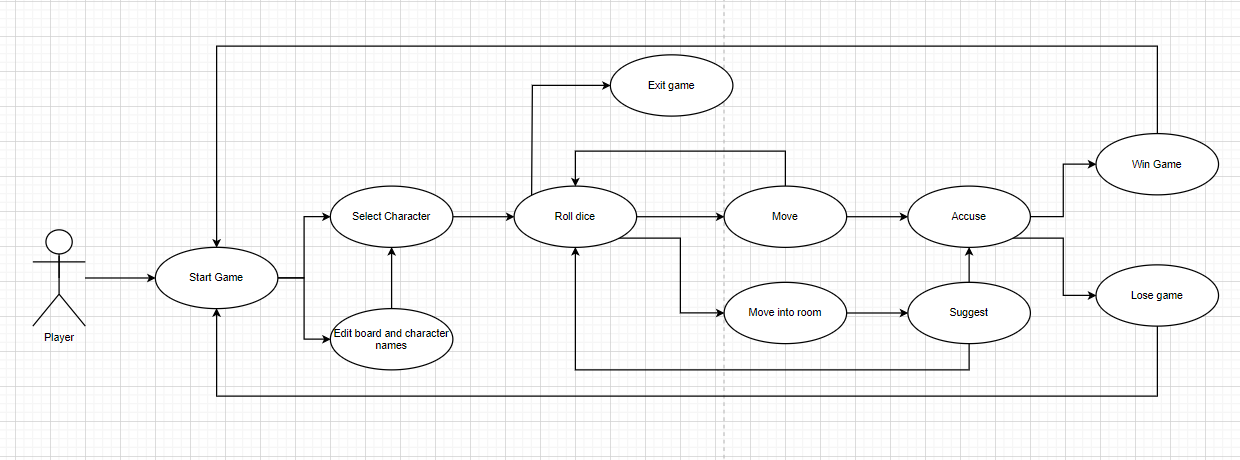 Exit game
Win Game
Select Character
Roll dice
Move
Accuse
Start Game
Lose game
Move into room
Suggest
Player
Edit board and character
names